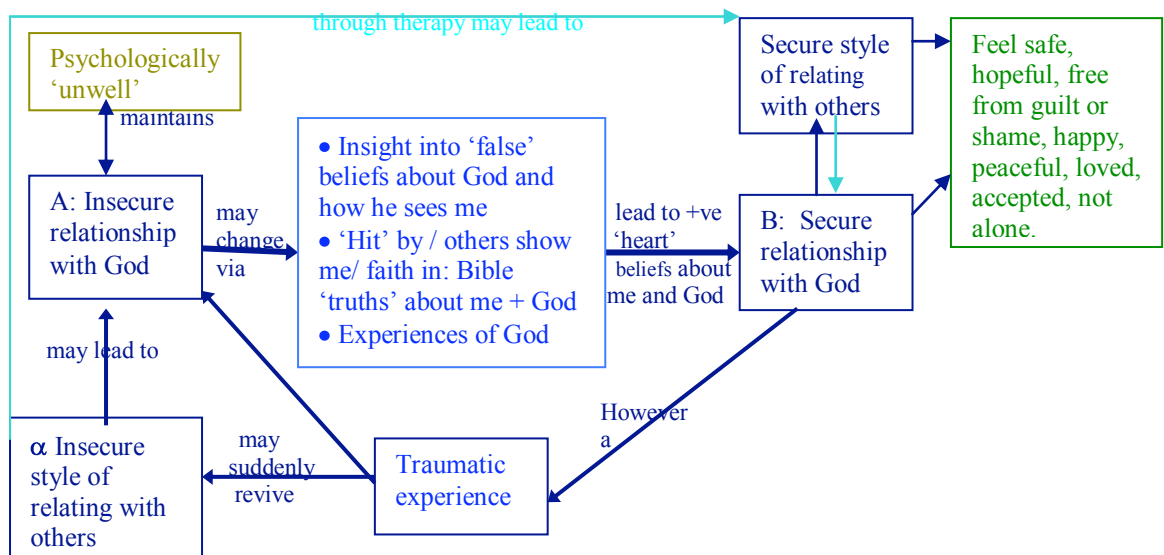 through therapy may lead to
Psychologically
‘unwell’
maintains
A: Insecure
relationship
with God
may
change
via
• Insight into ‘false’
beliefs about God and
how he sees me
• ‘Hit’ by / others show
me/ faith in: Bible
‘truths’ about me + God
• Experiences of God
lead to +ve
‘heart’
beliefs about
me and God
Secure style
of relating
with others
B: Secure
relationship
with God
Feel safe,
hopeful, free
from guilt or
shame, happy,
peaceful, loved,
accepted, not
alone.
may lead to
α Insecure
style of
relating with
others
may
suddenly
revive
Traumatic
experience
However
a